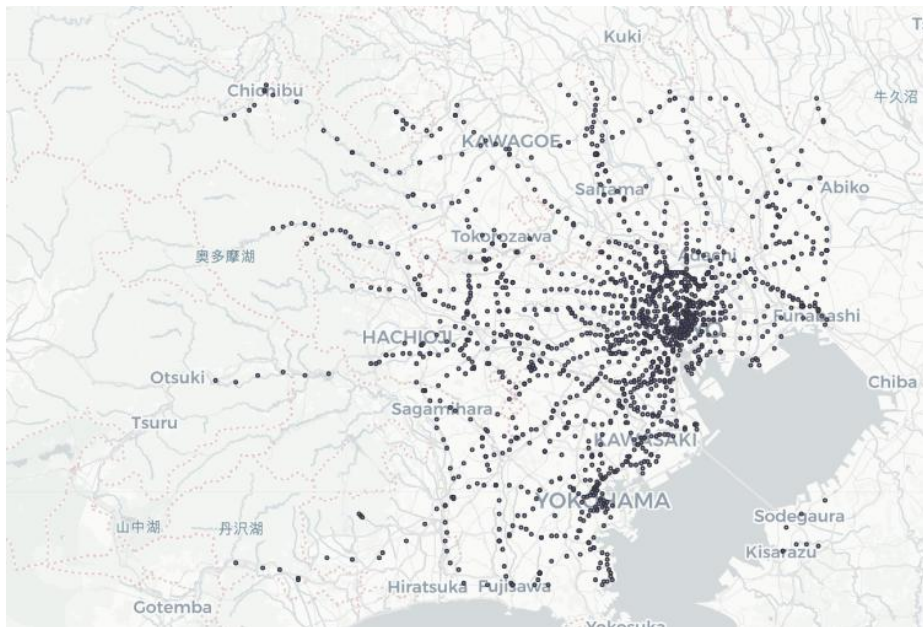 Kuki
Chichibu
牛久沼
KAWAGOE
Saitama
Abiko
Tokorozawa
Adachi
奥多摩湖
Funabashi
HACHIOJI
Otsuki
Chiba
Sagamihara
Tsuru
KAWASAKI
YOKOHAMA
山中湖
丹沢湖
Sodegaura
Kisarazu
Hiratsuka
Fujisawa
Gotemba
Yokosuka